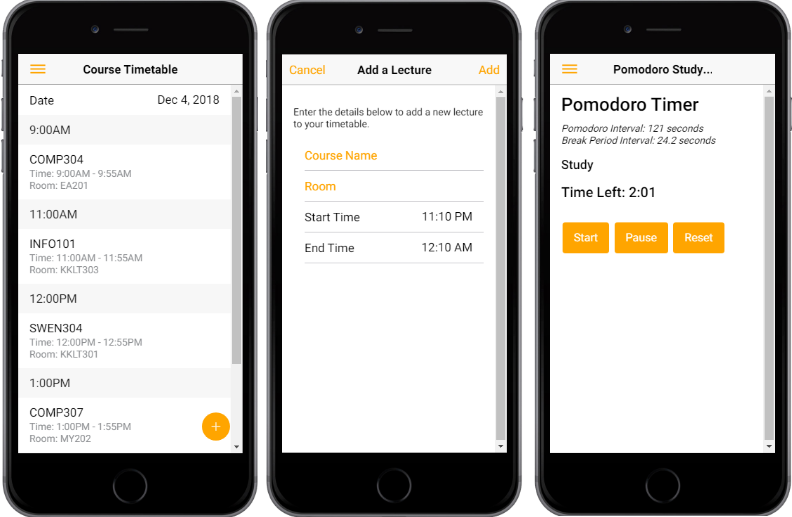 Course Timetable
Date Dec 4, 2018
9:00AM
COMP304
Time: 9:00AM - 9:55AM
Room: EA201
11:00AM
INFO101
Time: 11:00AM - 11:55AM
Room: KKLT303
12:00PM
SWEN304
Time: 12:00PM - 12:55PM
Room: KKLT301
1:00PM
COMP307
Time: 1:00PM - 1:55PM
Room: MY202
+
Cancel Add a Lecture Add
Enter the details below to add a new lecture
to your timetable.
Course Name
Room
Start Time 11:10 PM
End Time 12:10 AM
Pomodoro Study...
Pomodoro Timer
Pomodoro Interval: 121 seconds
Break Period Interval: 24.2 seconds
Study
Time Left: 2:01
Start Pause Reset